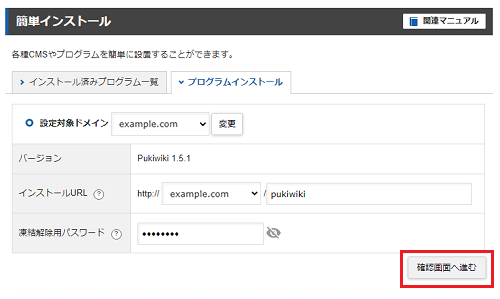 簡単インストール
関連マニュアル
各種CMSやプログラムを簡単に設置することができます。
インストール済みプログラム一覧
プログラムインストール
設定対象ドメイン example.com 変更
バージョン Pukiwiki 1.5.1
インストールURL ? http:// example.com / pukiwiki
凍結解除用パスワード ? ••••••••
確認画面へ進む